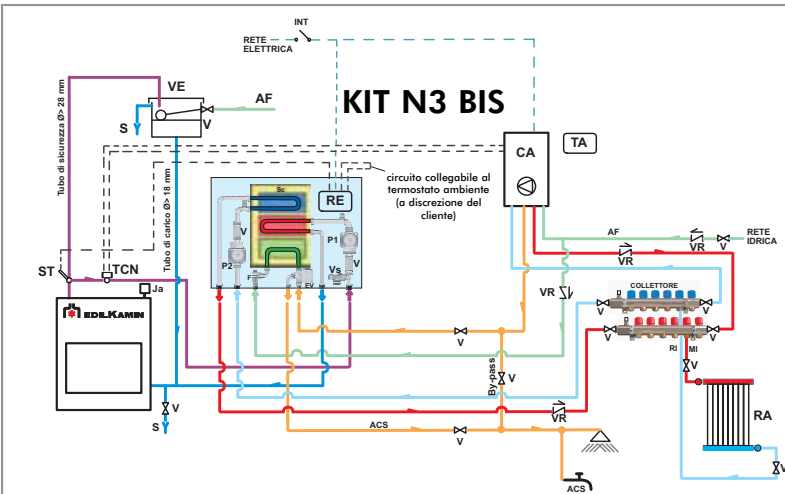 INT
RETE
ELETTRICA
KIT N3 BIS
VE
AF
S
V
Tubo di sicurezza Ø> 28 mm
Tubo di carico Ø> 18 mm
CA
TA
circuito collegabile al
termostato ambiente
(a discrezione del
cliente)
Sc
RE
V
P1
P2
V
Vs
F
EV
ST
TCN
Ja
EDILKAMIN
AF
VR
V
RETE
IDRICA
VR
VR
COLLETTORE
V
V
V
V
RI
MI
V
V
By-pass
V
VR
RA
V
S
ACS
V
V
ACS